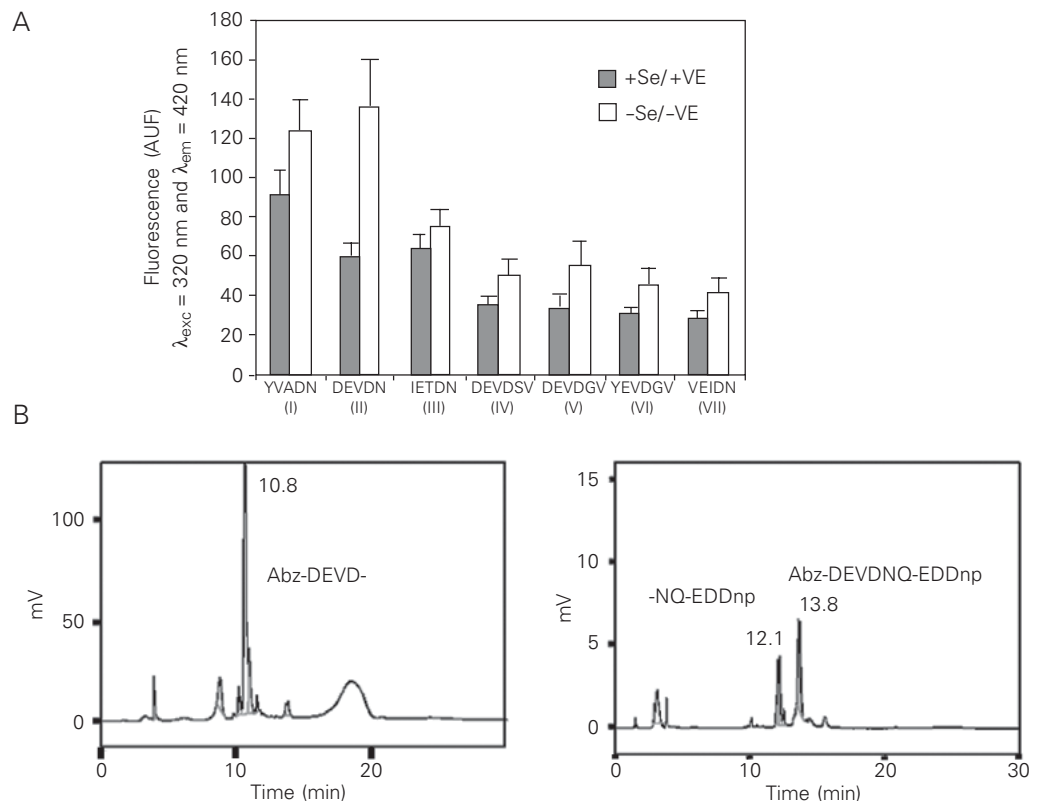 A
180
160
140
120
100
80
60
40
20
0
Fluorescence (AUF)
λexc = 320 nm and λem = 420 nm
+Se/+VE
–Se/–VE
YVADN DEVDN IETDN DEVDSV DEVDGV YEVDGV VEIDN
(I) (II) (III) (IV) (V) (VI) (VII)
B
100
50
0
mV
10.8
Abz-DEVD-
0 10 20
Time (min)
15
10
5
0
mV
-NQ-EDDnp
Abz-DEVDNQ-EDDnp
12.1
13.8
0 10 20 30
Time (min)